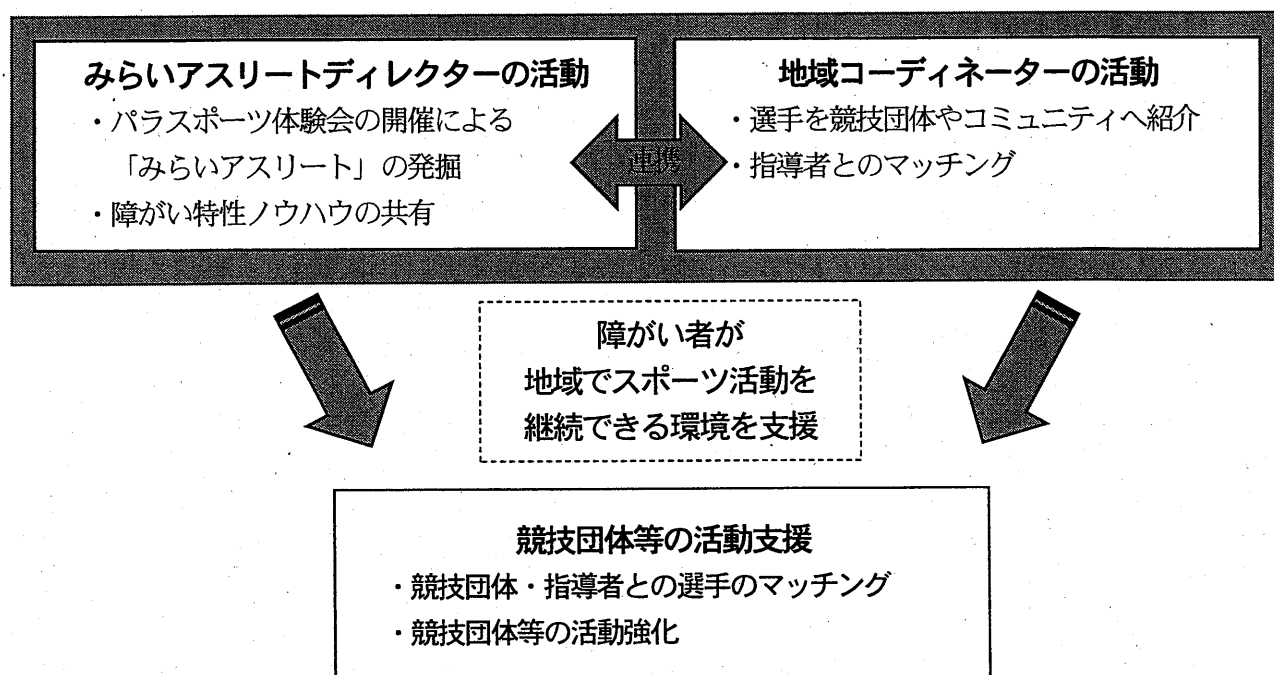 みらいアスリートディレクターの活動
・パラスポーツ体験会の開催による
「みらいアスリート」の発掘
・障がい特性ノウハウの共有
連携
地域コーディネーターの活動
・選手を競技団体やコミュニティへ紹介
・指導者とのマッチング
障がい者が
地域でスポーツ活動を
継続できる環境を支援
競技団体等の活動支援
・競技団体・指導者との選手のマッチング
・競技団体等の活動強化